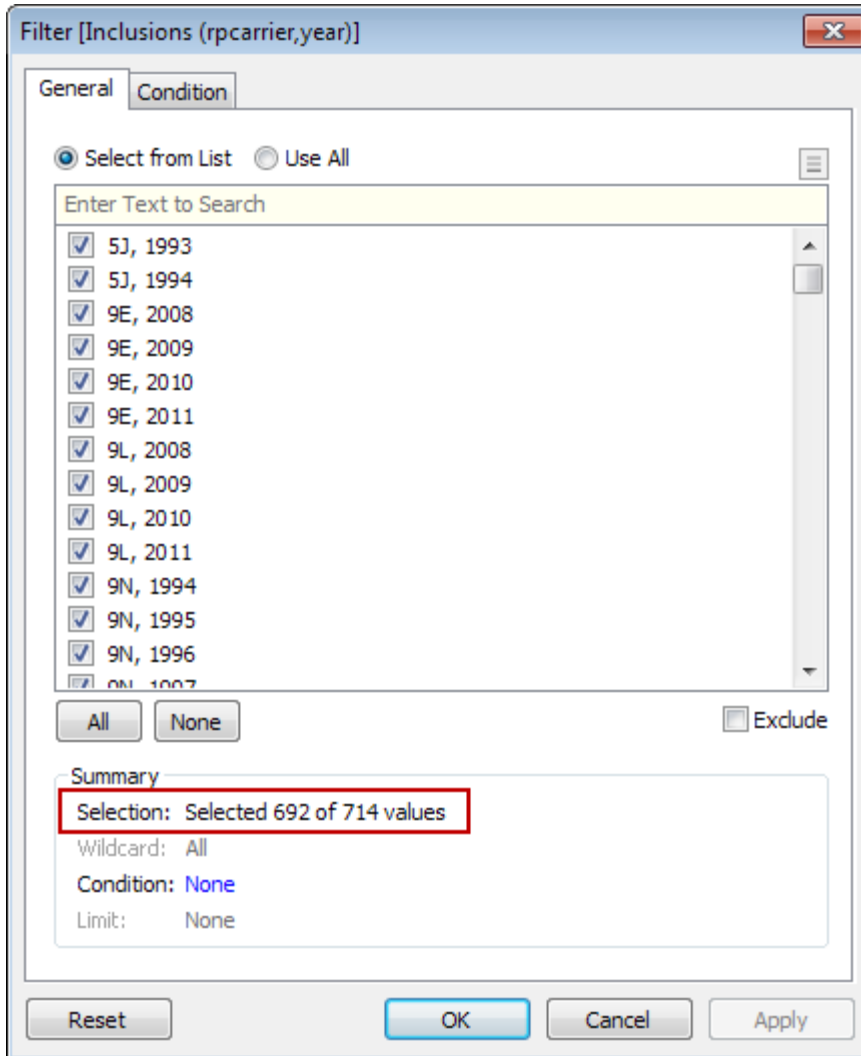 Filter [Inclusions (rpcarrier,year)]
General Condition
Select from List Use All
Enter Text to Search
5J, 1993
5J, 1994
9E, 2008
9E, 2009
9E, 2010
9E, 2011
9L, 2008
9L, 2009
9L, 2010
9L, 2011
9N, 1994
9N, 1995
9N, 1996
9N, 1997
All None Exclude
Summary
Selection: Selected 692 of 714 values
Wildcard: All
Condition: None
Limit: None
Reset OK Cancel Apply